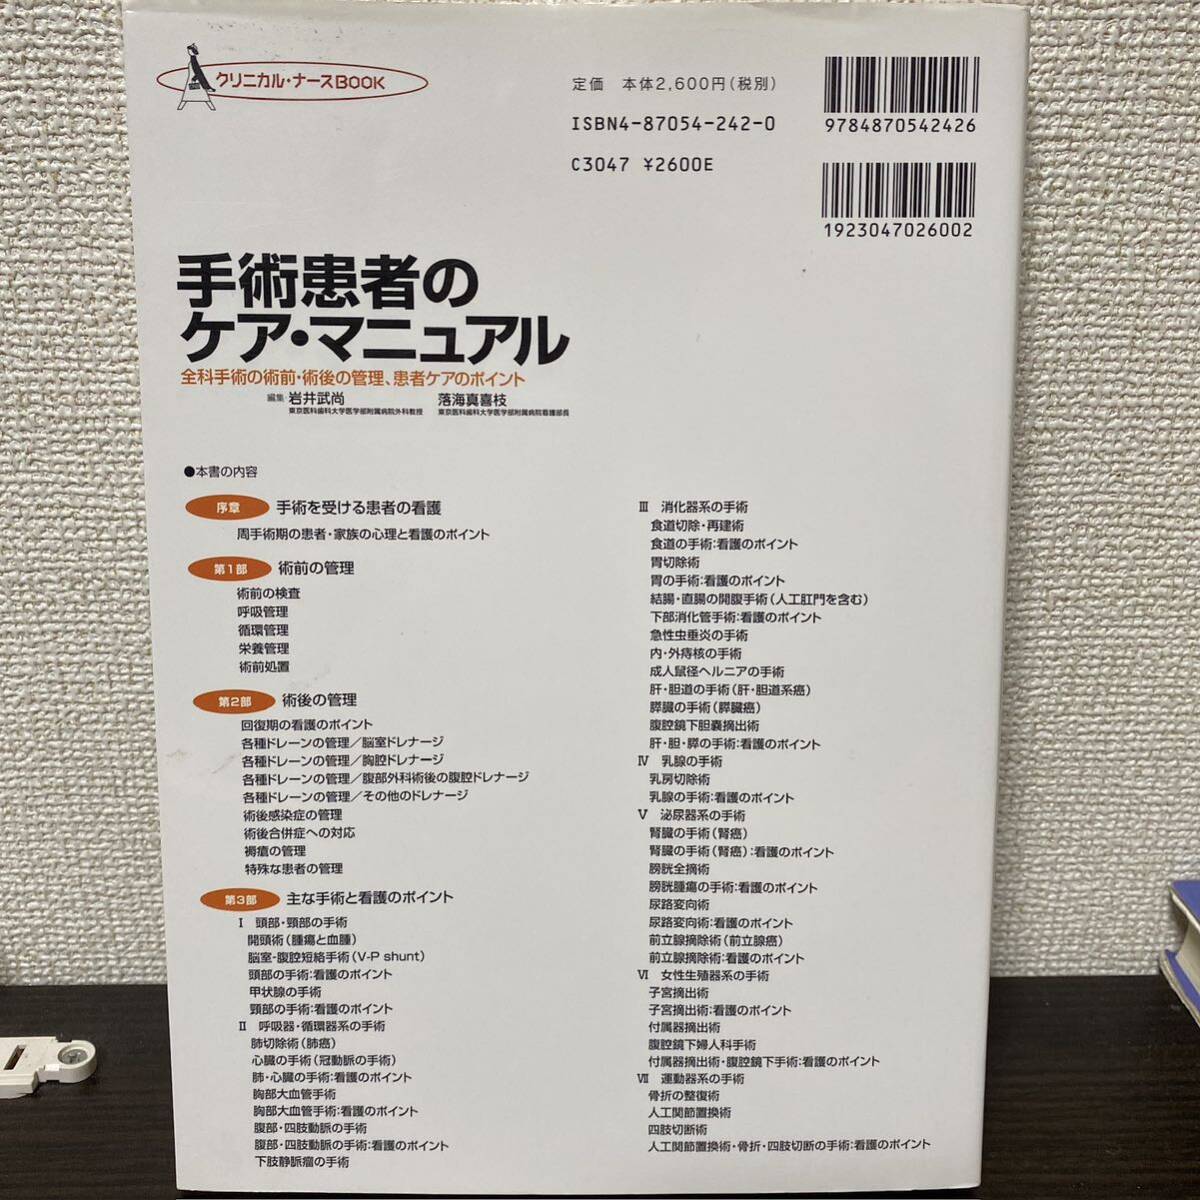 クリニカル・ナースBOOK
定価 本体2,600円(税別)
ISBN4-87054-242-0
C3047 ¥2600E
9784870542426
1923047026002
手術患者の
ケア・マニュアル
全科手術の術前・術後の管理、患者ケアのポイント
編集 岩井武尚 落海真喜枝
東京医科歯科大学医学部附属病院外科教授 東京医科歯科大学医学部附属病院看護部長
●本書の内容
序章 手術を受ける患者の看護
周手術期の患者・家族の心理と看護のポイント
第1部 術前の管理
術前の検査
呼吸管理
循環管理
栄養管理
術前処置
第2部 術後の管理
回復期の看護のポイント
各種ドレーンの管理/脳室ドレナージ
各種ドレーンの管理/胸腔ドレナージ
各種ドレーンの管理/腹部外科術後の腹腔ドレナージ
各種ドレーンの管理/その他のドレナージ
術後感染症の管理
術後合併症への対応
褥瘡の管理
特殊な患者の管理
第3部 主な手術と看護のポイント
Ⅰ 頭部・頸部の手術
開頭術(腫瘍と血腫)
脳室-腹腔短絡手術(V-P shunt)
頭部の手術:看護のポイント
甲状腺の手術
頸部の手術:看護のポイント
Ⅱ 呼吸器・循環器系の手術
肺切除術(肺癌)
心臓の手術(冠動脈の手術)
肺・心臓の手術:看護のポイント
胸部大血管手術
胸部大血管手術:看護のポイント
腹部・四肢動脈の手術
腹部・四肢動脈の手術:看護のポイント
下肢静脈瘤の手術
Ⅲ 消化器系の手術
食道切除・再建術
食道の手術:看護のポイント
胃切除術
胃の手術:看護のポイント
結腸・直腸の開腹手術(人工肛門を含む)
下部消化管手術:看護のポイント
急性虫垂炎の手術
内・外痔核の手術
成人鼠径ヘルニアの手術
肝・胆道の手術(肝・胆道系癌)
膵臓の手術(膵臓癌)
腹腔鏡下胆嚢摘出術
肝・胆・膵の手術:看護のポイント
Ⅳ 乳腺の手術
乳房切除術
乳腺の手術:看護のポイント
Ⅴ 泌尿器系の手術
腎臓の手術(腎癌)
腎臓の手術(腎癌):看護のポイント
膀胱全摘術
膀胱腫瘍の手術:看護のポイント
尿路変向術
尿路変向術:看護のポイント
前立腺摘除術(前立腺癌)
前立腺摘除術:看護のポイント
Ⅵ 女性生殖器系の手術
子宮摘出術
子宮摘出術:看護のポイント
付属器摘出術
腹腔鏡下婦人科手術
付属器摘出術・腹腔鏡下手術:看護のポイント
Ⅶ 運動器系の手術
骨折の整復術
人工関節置換術
四肢切断術
人工関節置換術・骨折・四肢切断の手術:看護のポイント